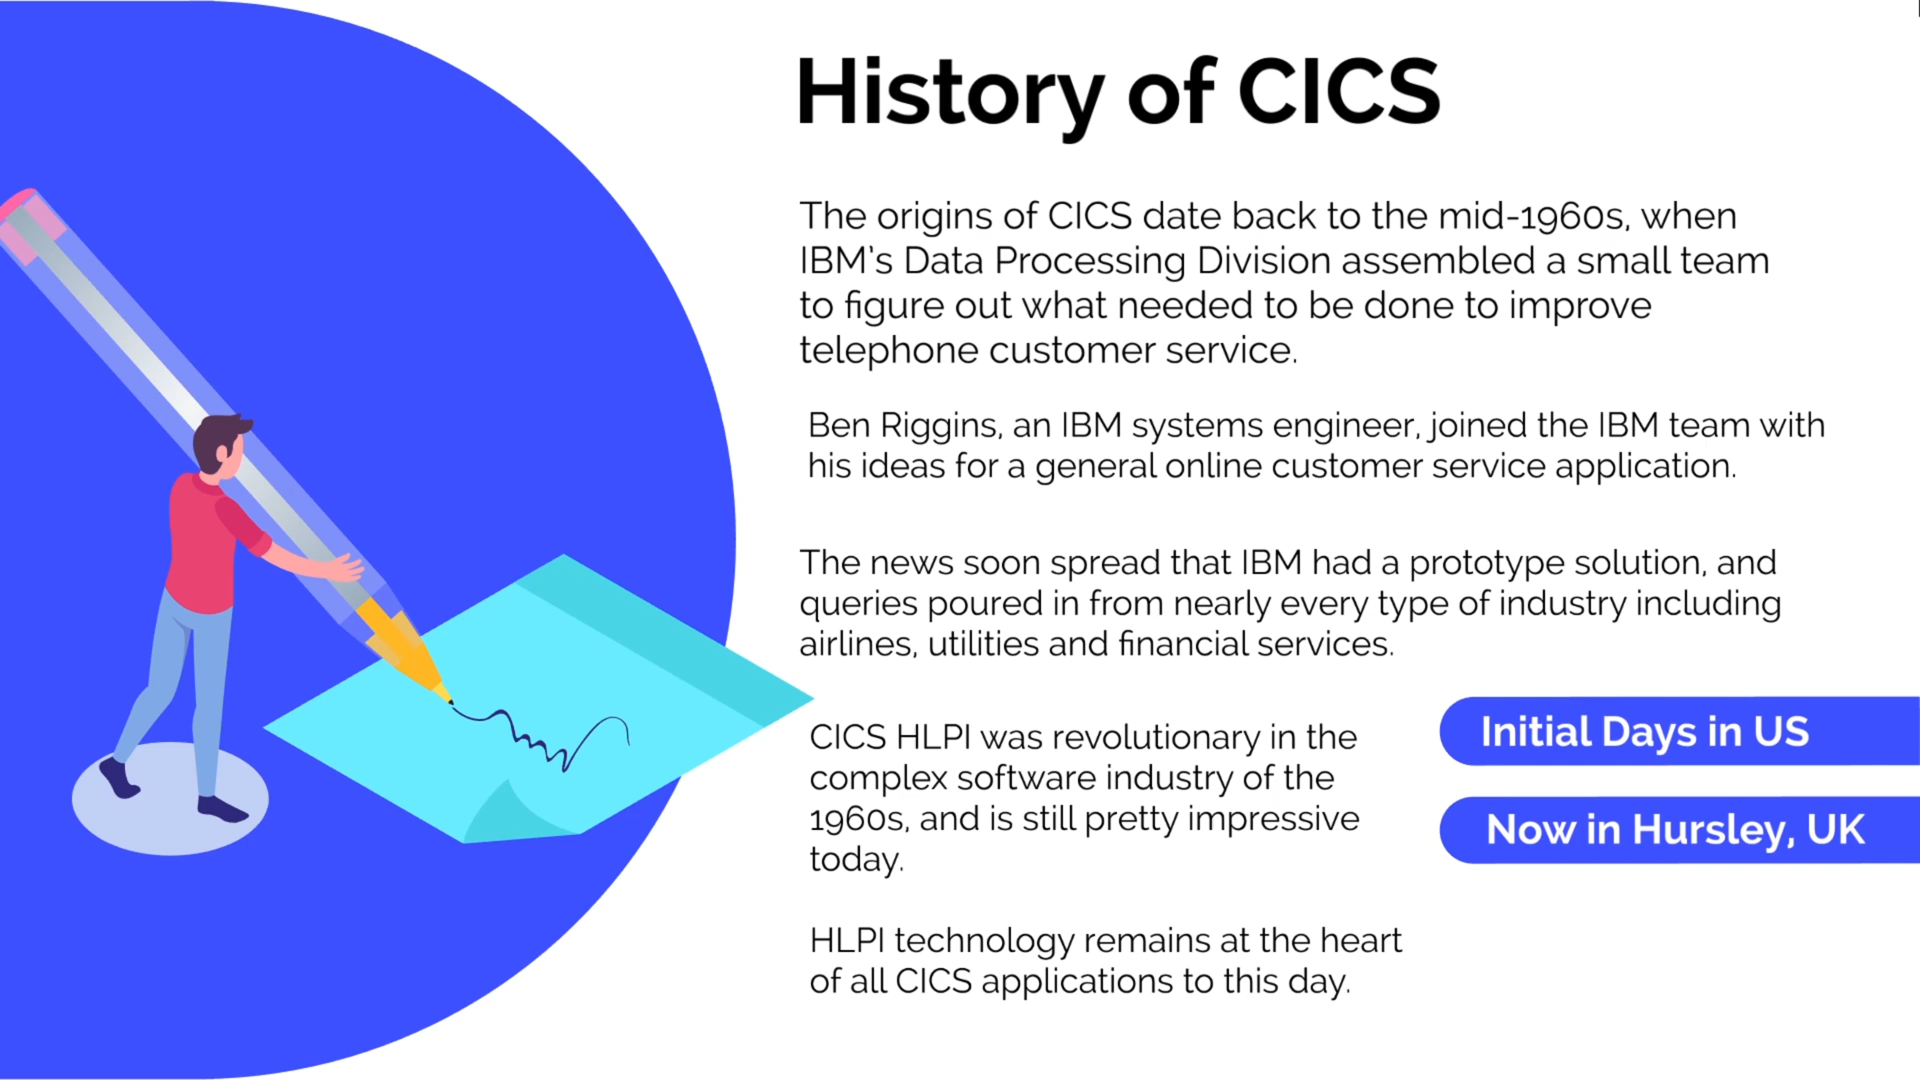 History of CICS
The origins of CICS date back to the mid-1960s, when
IBM's Data Processing Division assembled a small team
to figure out what needed to be done to improve
telephone customer service.
Ben Riggins, an IBM systems engineer, joined the IBM team with
his ideas for a general online customer service application.
The news soon spread that IBM had a prototype solution, and
queries poured in from nearly every type of industry including
airlines, utilities and financial services.
CICS HLPI was revolutionary in the
complex software industry of the
1960s, and is still pretty impressive
today.
HLPI technology remains at the heart
of all CICS applications to this day.
Initial Days in US
Now in Hursley, UK